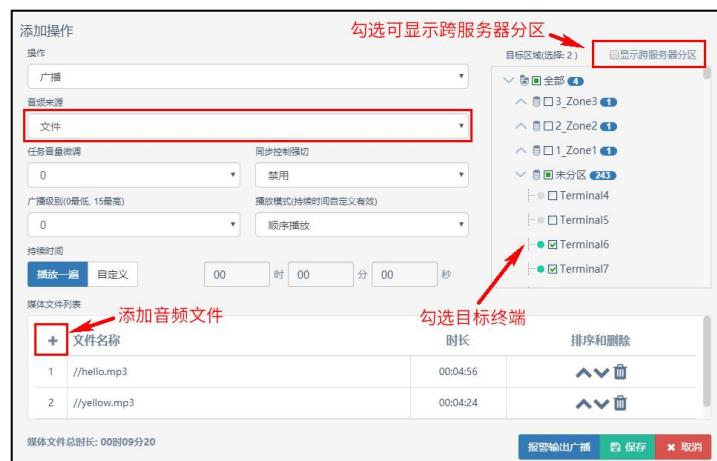 添加操作
勾选可显示跨服务器分区
操作
目标区域(选择: 2 )
显示跨服务器分区
广播
全部 4
音频来源
3_Zone3 1
文件
2_Zone2 1
任务音量微调
同步控制强切
1_Zone1 1
0
禁用
未分区 243
广播级别(0最低, 15最高)
播放模式(持续时间自定义有效)
Terminal4
0
顺序播放
Terminal5
持续时间
Terminal6
播放一遍
自定义
00
时
00
分
00
秒
Terminal7
媒体文件列表
添加音频文件
勾选目标终端
+ 文件名称
时长
排序和删除
1
//hello.mp3
00:04:56
2
//yellow.mp3
00:04:24
媒体文件总时长: 00时09分20
报警输出广播
保存
取消